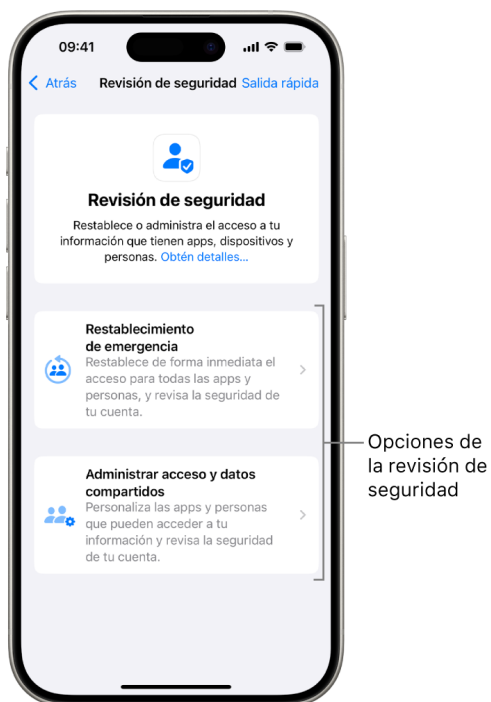 09:41
Atrás Revisión de seguridad Salida rápida
Revisión de seguridad
Restablece o administra el acceso a tu
información que tienen apps, dispositivos y
personas. Obtén detalles...
Restablecimiento
de emergencia
Restablece de forma inmediata el
acceso para todas las apps y
personas, y revisa la seguridad de
tu cuenta.
Administrar acceso y datos
compartidos
Personaliza las apps y personas
que pueden acceder a tu
información y revisa la seguridad
de tu cuenta.
Opciones de
la revisión de
seguridad